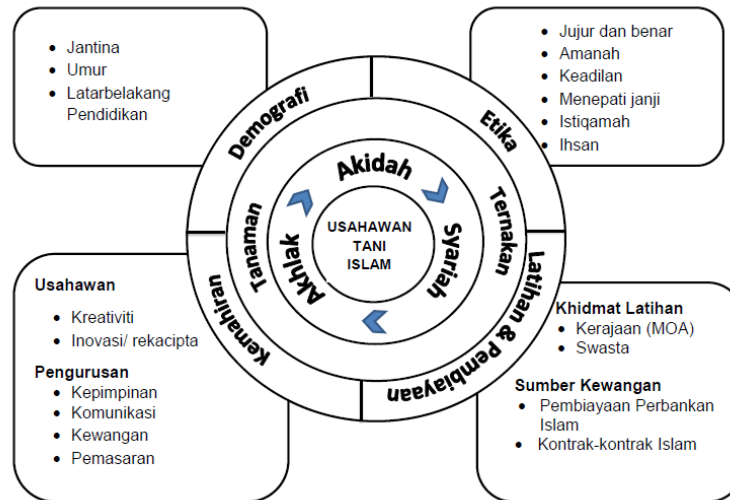 Jantina
Umur
Latarbelakang
Pendidikan
Jujur dan benar
Amanah
Keadilan
Menepati janji
Istiqamah
Ihsan
Demografi
Etika
Akidah
Tanaman
Ternakan
Akhlak
Syariah
USAHAWAN
TANI
ISLAM
Kemahiran
Latihan & Pembiayaan
Usahawan
Kreativiti
Inovasi/ rekacipta
Pengurusan
Kepimpinan
Komunikasi
Kewangan
Pemasaran
Khidmat Latihan
Kerajaan (MOA)
Swasta
Sumber Kewangan
Pembiayaan Perbankan
Islam
Kontrak-kontrak Islam